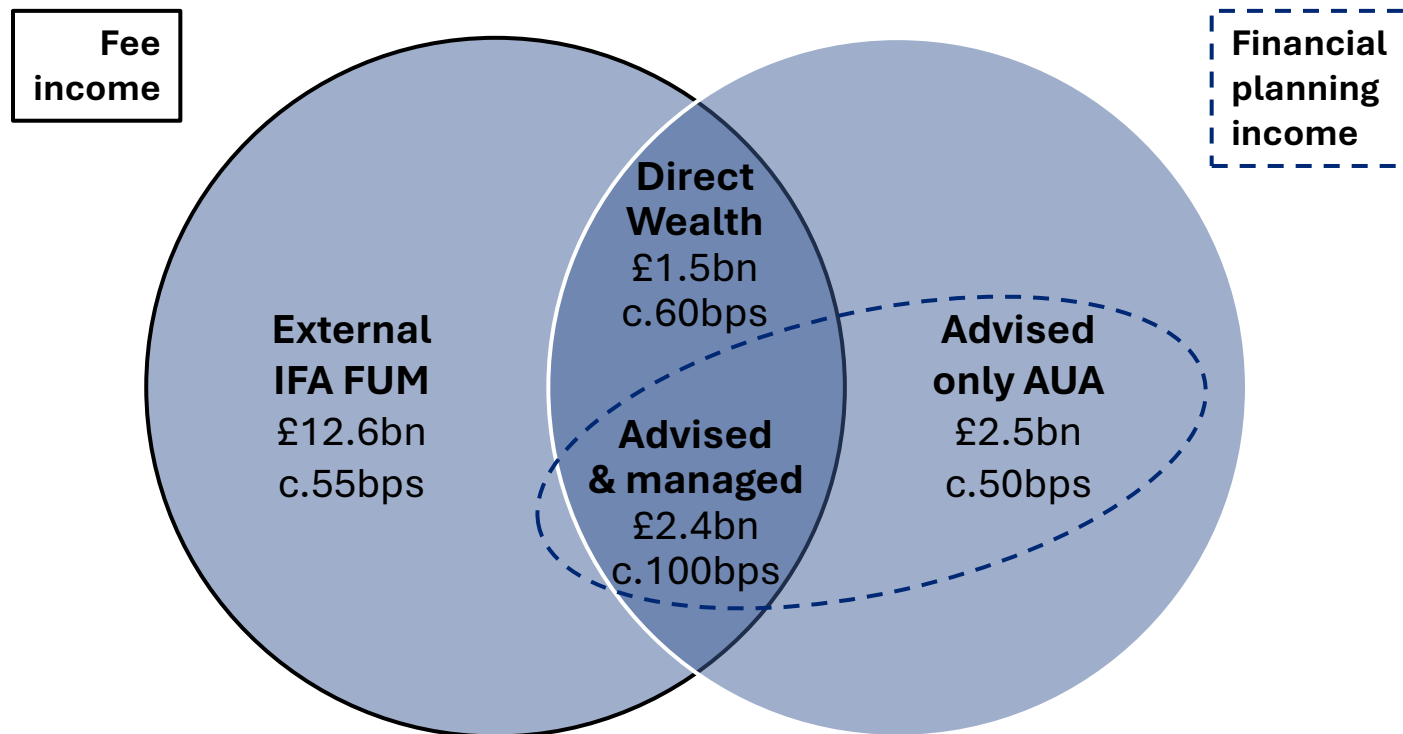 Fee
income
Financial
planning
income
Direct
Wealth
£1.5bn
c.60bps
External
IFA FUM
£12.6bn
c.55bps
Advised
& managed
£2.4bn
c.100bps
Advised
only AUA
£2.5bn
c.50bps